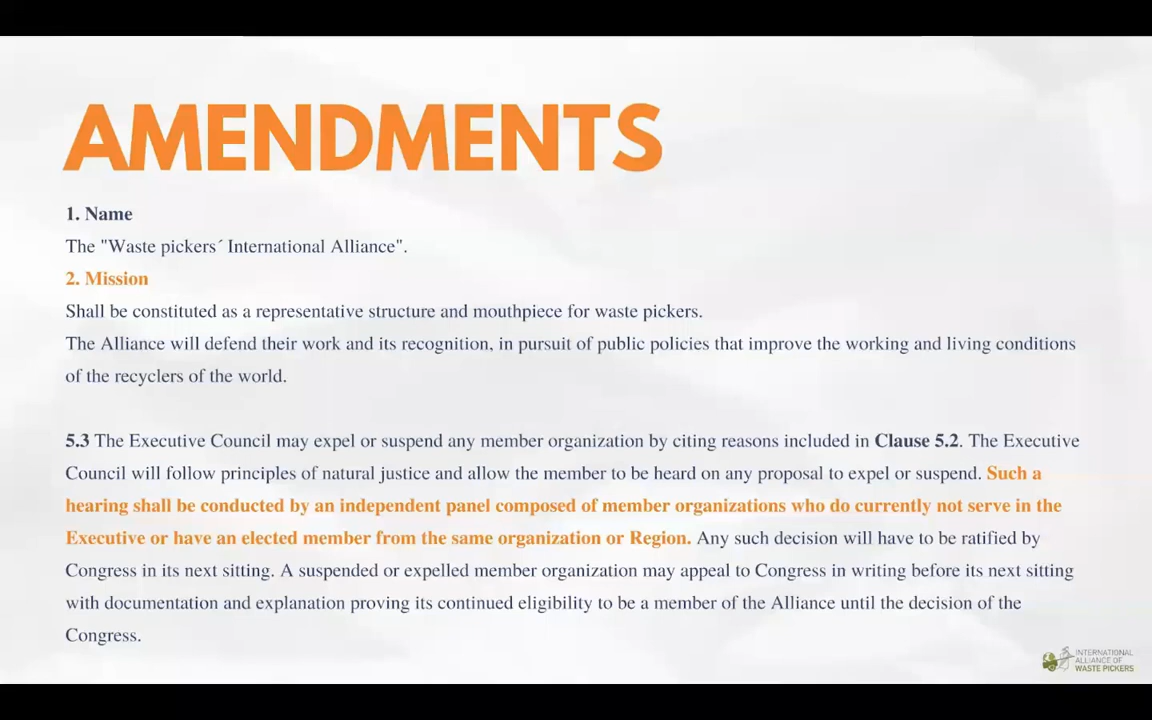 AMENDMENTS
1. Name
The "Waste pickers´ International Alliance".
2. Mission
Shall be constituted as a representative structure and mouthpiece for waste pickers.
The Alliance will defend their work and its recognition, in pursuit of public policies that improve the working and living conditions
of the recyclers of the world.
5.3 The Executive Council may expel or suspend any member organization by citing reasons included in Clause 5.2. The Executive
Council will follow principles of natural justice and allow the member to be heard on any proposal to expel or suspend. Such a
hearing shall be conducted by an independent panel composed of member organizations who do currently not serve in the
Executive or have an elected member from the same organization or Region. Any such decision will have to be ratified by
Congress in its next sitting. A suspended or expelled member organization may appeal to Congress in writing before its next sitting
with documentation and explanation proving its continued eligibility to be a member of the Alliance until the decision of the
Congress.
INTERNATIONAL
ALLIANCE OF
WASTE PICKERS